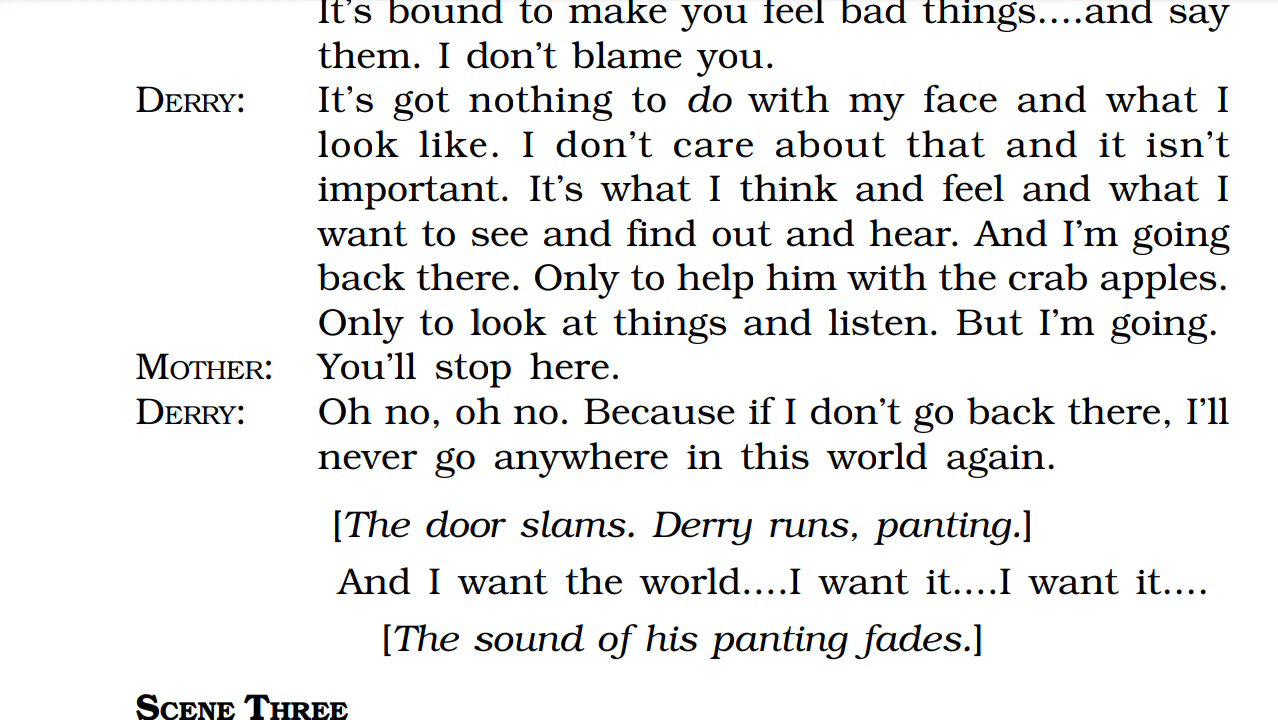 It's bound to make you feel bad things....and say
them. I don't blame you.
DERRY: It's got nothing to do with my face and what I
look like. I don't care about that and it isn't
important. It's what I think and feel and what I
want to see and find out and hear. And I'm going
back there. Only to help him with the crab apples.
Only to look at things and listen. But I'm going.
MOTHER: You'll stop here.
DERRY: Oh no, oh no. Because if I don't go back there, I'll
never go anywhere in this world again.
[The door slams. Derry runs, panting.]
And I want the world....I want it....I want it....
[The sound of his panting fades.]
SCENE THREE